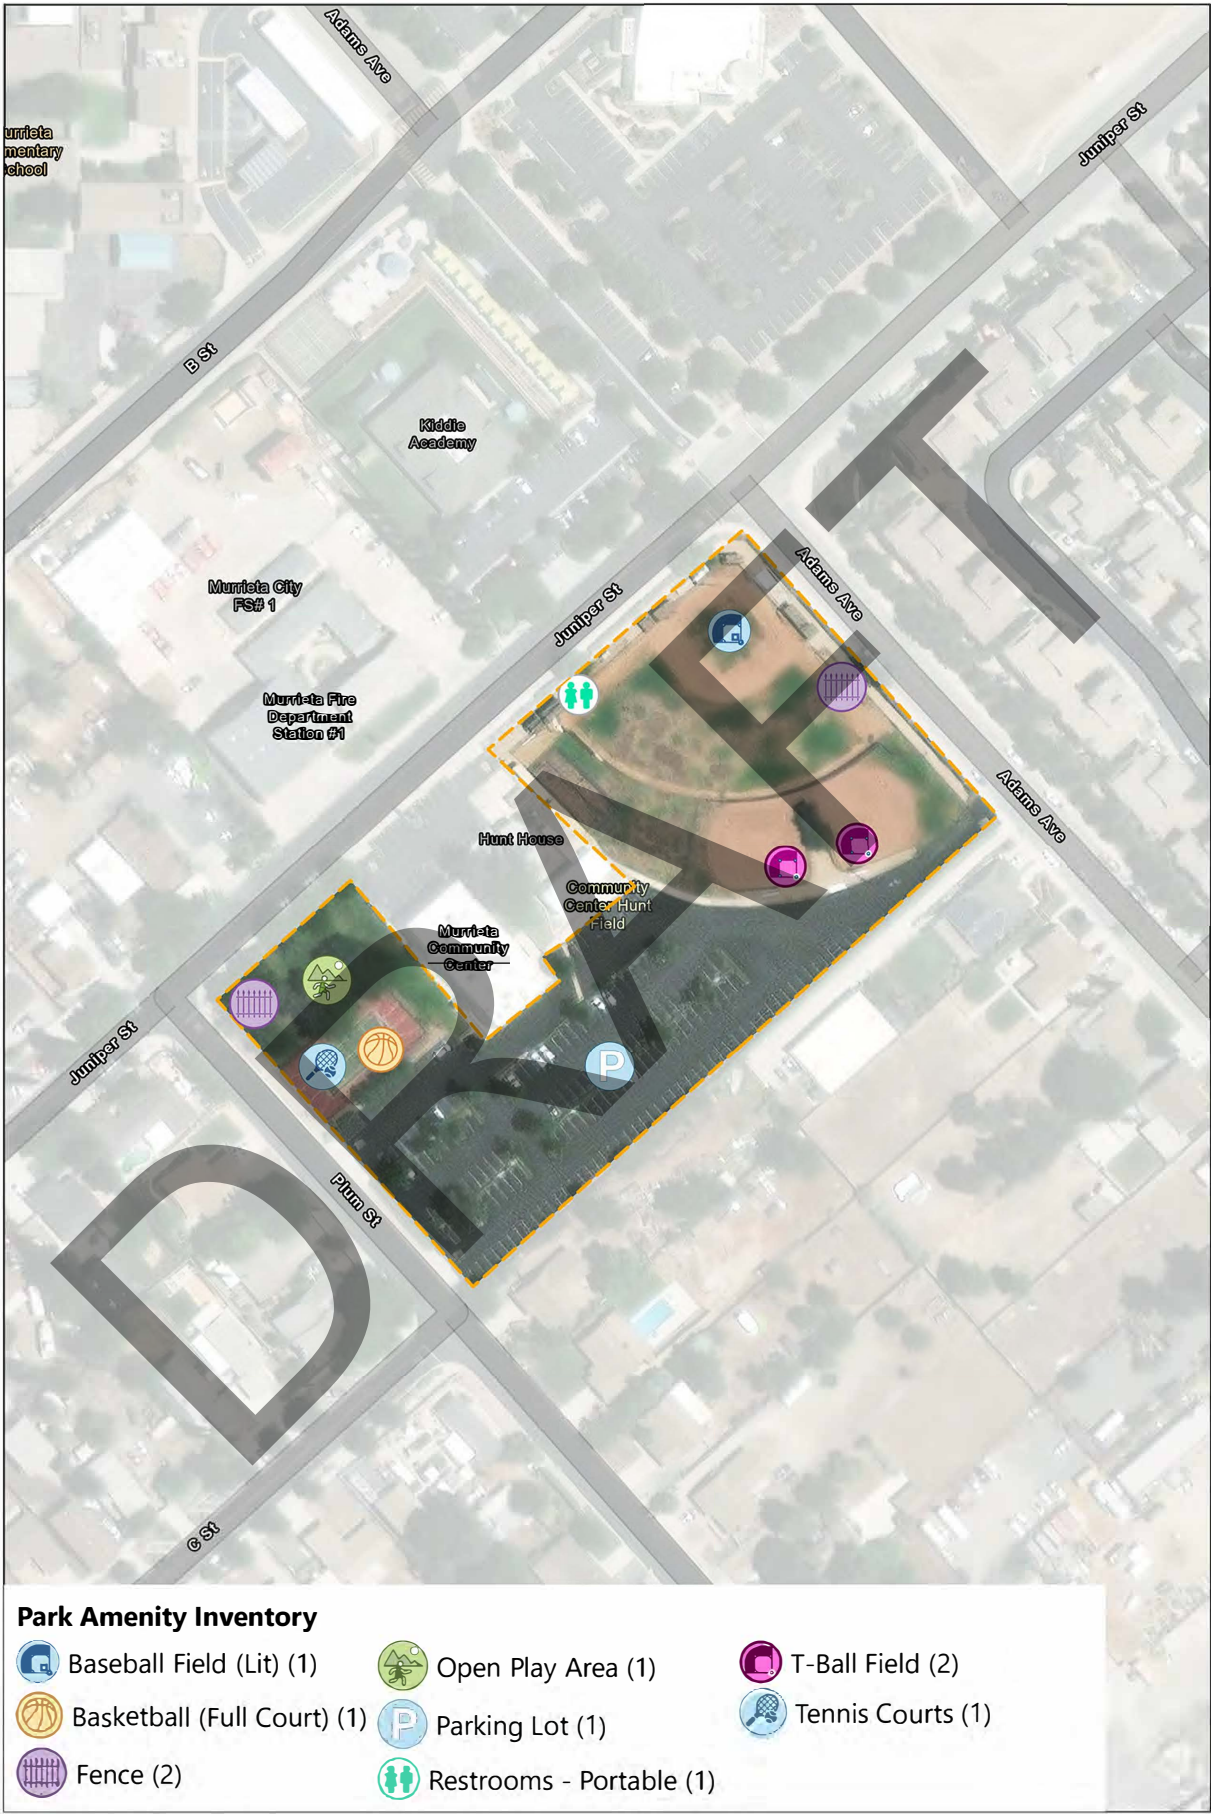 Adams Ave
Juniper St
urrieta
mentary
chool
B St
Kiddie
Academy
Murrieta City
FS# 1
Juniper St
Adams Ave
Murrieta Fire
Department
Station #1
Adams Ave
Hunt House
Community
Center Hunt
Field
Murrieta
Community
Center
P
Juniper St
Plum St
C St
DRAFT
Park Amenity Inventory
Baseball Field (Lit) (1)
Basketball (Full Court) (1)
Fence (2)
Open Play Area (1)
P Parking Lot (1)
Restrooms - Portable (1)
T-Ball Field (2)
Tennis Courts (1)